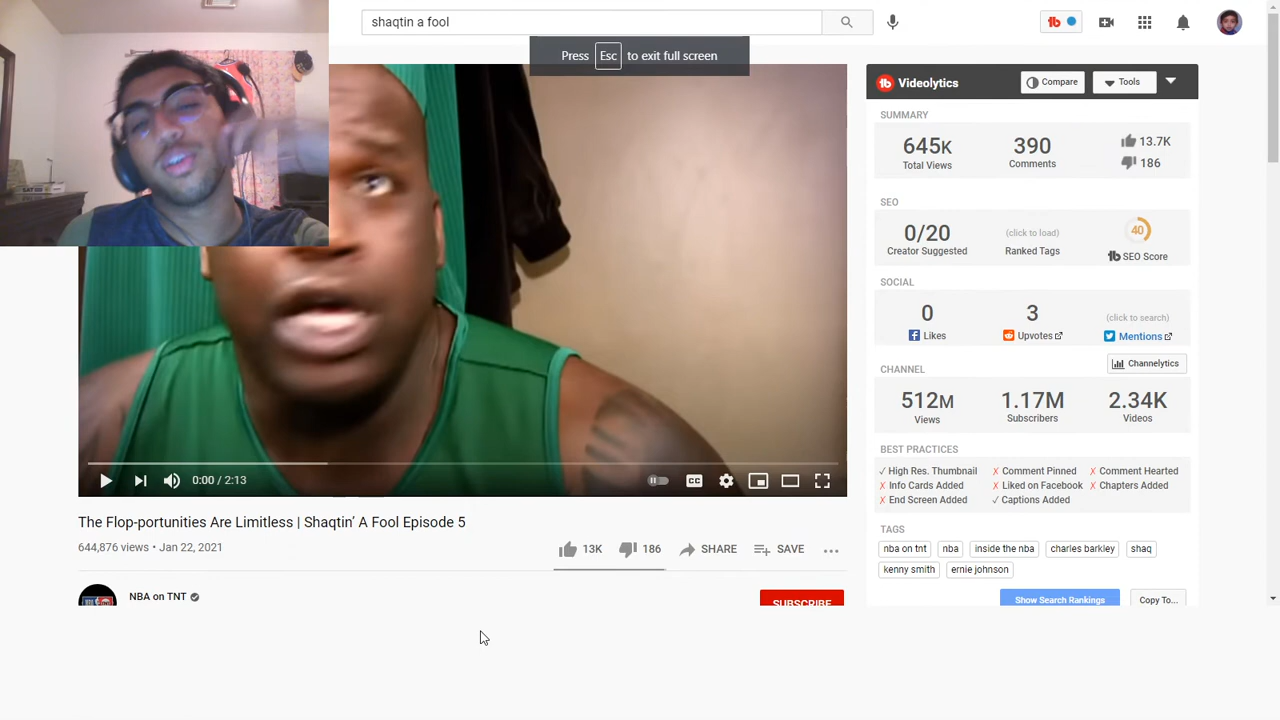 shaqtin a fool
Press Esc to exit full screen
0:00 / 2:13
CC
The Flop-portunities Are Limitless | Shaqtin' A Fool Episode 5
644,876 views • Jan 22, 2021
13K 186 SHARE SAVE
NBA on TNT
SUBSCRIBE
tb
tb Videolytics Compare Tools
SUMMARY
645K 390 13.7K
Total Views Comments 186
SEO
0/20 (click to load) 40
Creator Suggested Ranked Tags tb SEO Score
SOCIAL
0 3 (click to search)
Likes Upvotes Mentions
CHANNEL Channelytics
512M 1.17M 2.34K
Views Subscribers Videos
BEST PRACTICES
✓ High Res. Thumbnail ✗ Comment Pinned ✗ Comment Hearted
✗ Info Cards Added ✗ Liked on Facebook ✗ Chapters Added
✗ End Screen Added ✓ Captions Added
TAGS
nba on tnt nba inside the nba charles barkley shaq
kenny smith ernie johnson
Show Search Rankings Copy To...